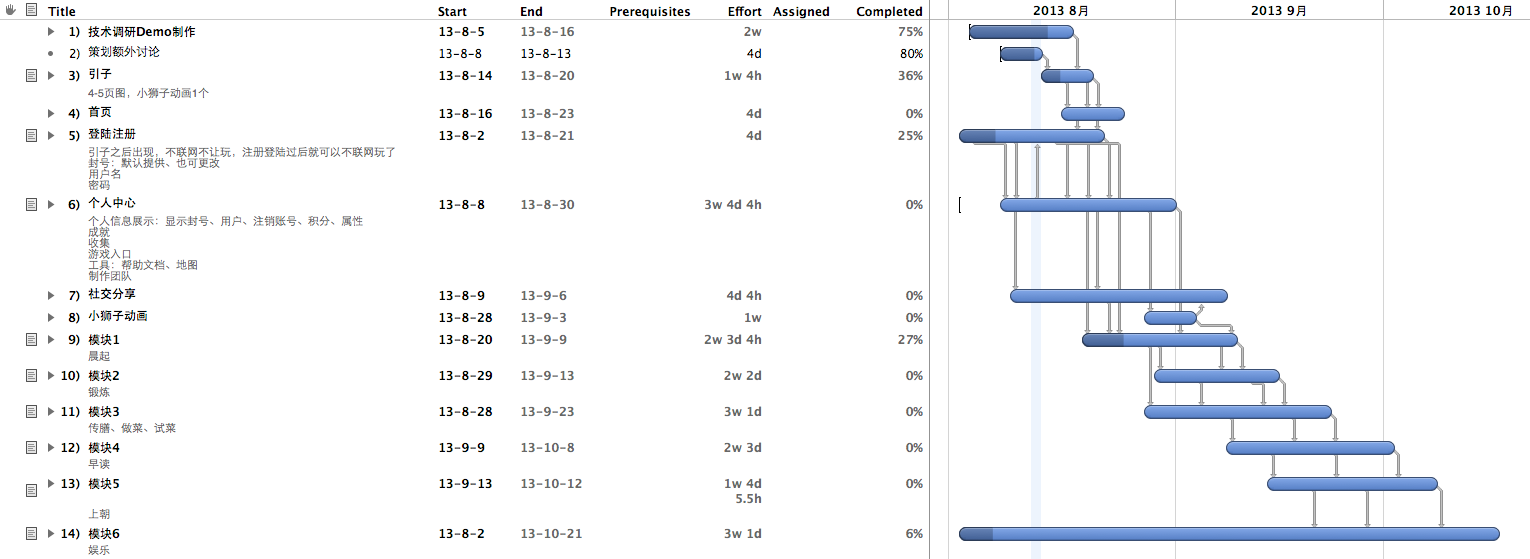 Title Start End Prerequisites Effort Assigned Completed 2013 8月 2013 9月 2013 10月
1) 技术调研Demo制作 13-8-5 13-8-16 2w 75%
2) 策划额外讨论 13-8-8 13-8-13 4d 80%
3) 引子 13-8-14 13-8-20 1w 4h 36%
4-5页图，小狮子动画1个
4) 首页 13-8-16 13-8-23 4d 0%
5) 登陆注册 13-8-2 13-8-21 4d 25%
引子之后出现，不联网不让玩，注册登陆过后就可以不联网玩了
封号：默认提供、也可更改
用户名
密码
6) 个人中心 13-8-8 13-8-30 3w 4d 4h 0%
个人信息展示：显示封号、用户、注销账号、积分、属性
成就
收集
游戏入口
工具：帮助文档、地图
制作团队
7) 社交分享 13-8-9 13-9-6 4d 4h 0%
8) 小狮子动画 13-8-28 13-9-3 1w 0%
9) 模块1 13-8-20 13-9-9 2w 3d 4h 27%
晨起
10) 模块2 13-8-29 13-9-13 2w 2d 0%
锻炼
11) 模块3 13-8-28 13-9-23 3w 1d 0%
传膳、做菜、试菜
12) 模块4 13-9-9 13-10-8 2w 3d 0%
早读
13) 模块5 13-9-13 13-10-12 1w 4d 0%
5.5h
上朝
14) 模块6 13-8-2 13-10-21 3w 1d 6%
娱乐